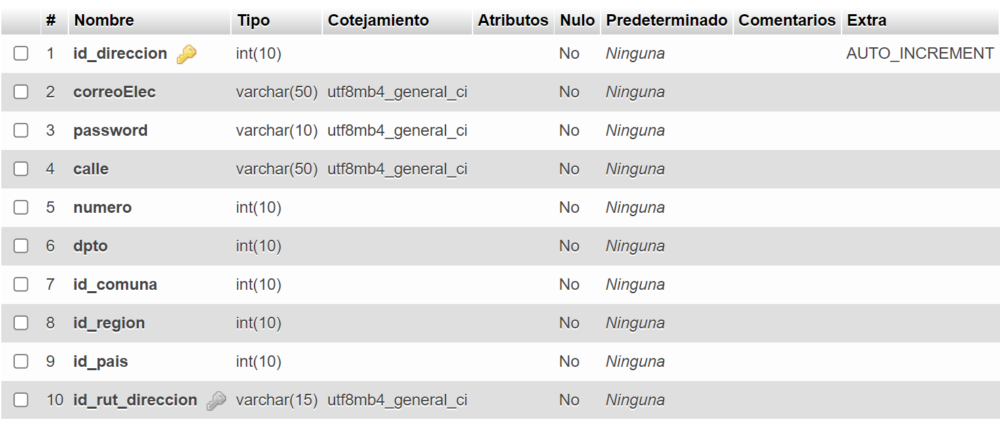 # Nombre Tipo Cotejamiento Atributos Nulo Predeterminado Comentarios Extra
1 id_direccion int(10) No Ninguna AUTO_INCREMENT
2 correoElec varchar(50) utf8mb4_general_ci No Ninguna
3 password varchar(10) utf8mb4_general_ci No Ninguna
4 calle varchar(50) utf8mb4_general_ci No Ninguna
5 numero int(10) No Ninguna
6 dpto int(10) No Ninguna
7 id_comuna int(10) No Ninguna
8 id_region int(10) No Ninguna
9 id_pais int(10) No Ninguna
10 id_rut_direccion varchar(15) utf8mb4_general_ci No Ninguna